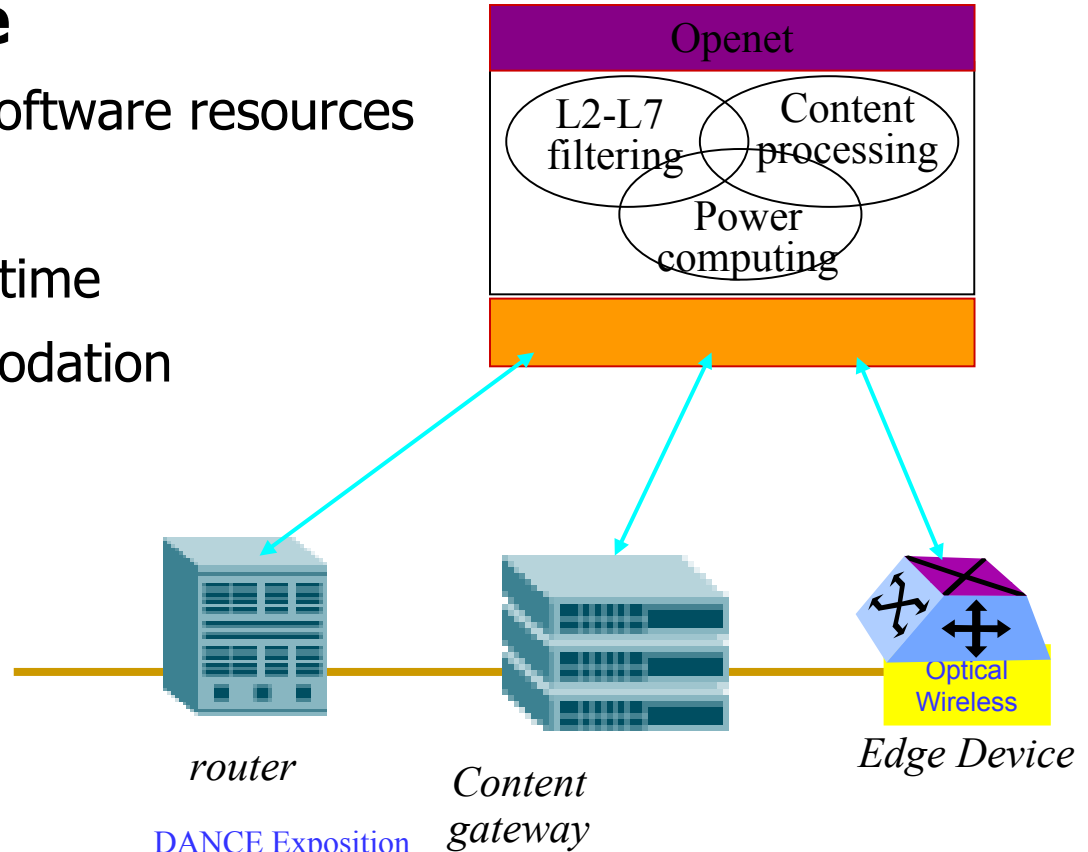 oftware resources
time
odation
Openet
L2-L7
filtering
Content
processing
Power
computing
Optical
Wireless
router
Content
gateway
Edge Device
DANCE Exposition